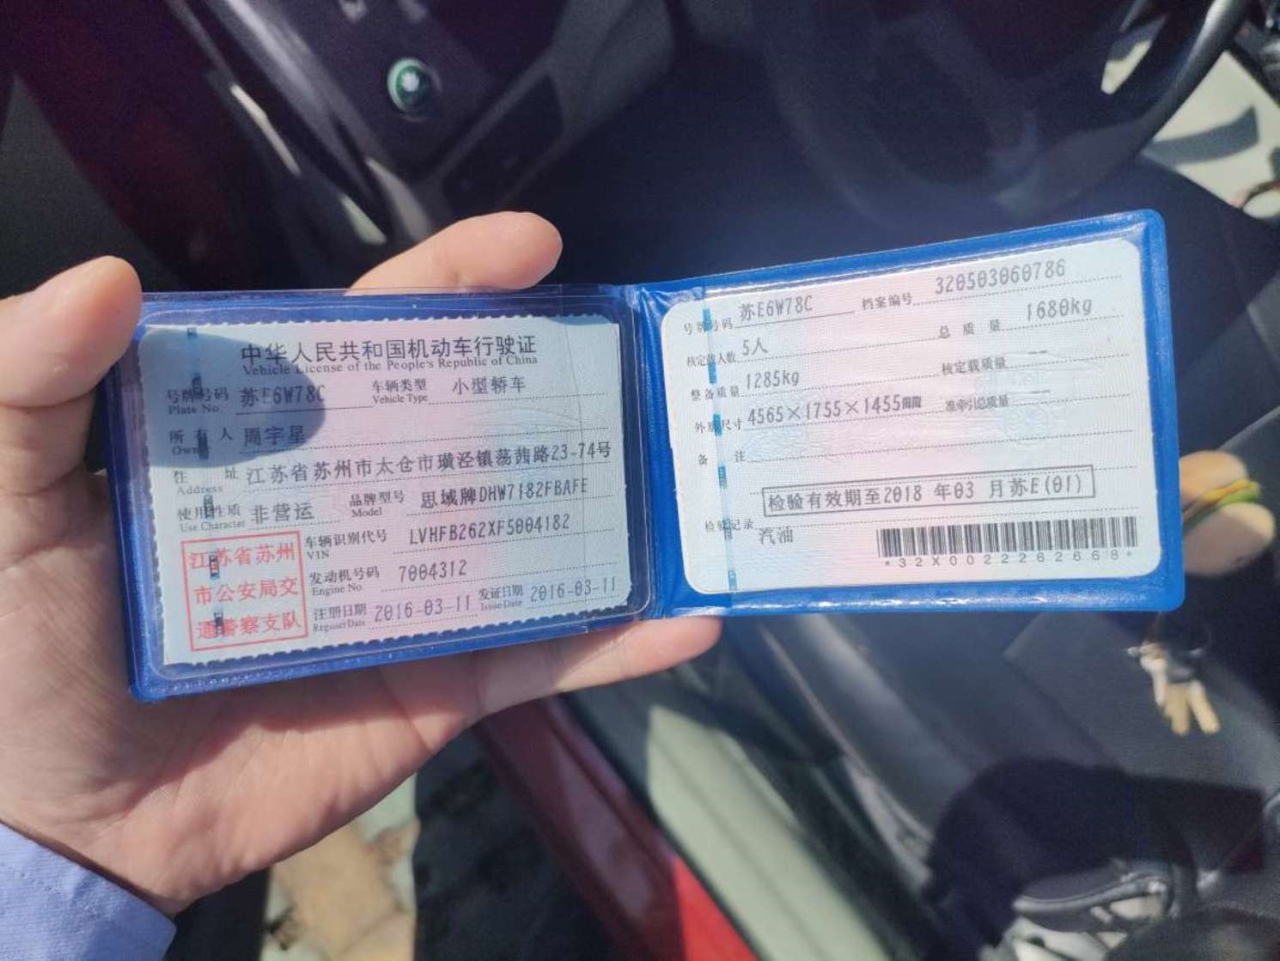 中华人民共和国机动车行驶证
Vehicle License of the People's Republic of China
号牌号码 苏E6W78C 车辆类型 小型轿车
Plate No. Vehicle Type
所有人 周宇星
Owner
住址 江苏省苏州市太仓市璜泾镇荡茜路23-74号
Address
使用性质 非营运 品牌型号 思域牌DHW7182FBAFE
Use Character Model
车辆识别代号 LVHFB262XF5004182
VIN
发动机号码 7004312
Engine No.
注册日期 2016-03-11 发证日期 2016-03-11
Register Date Issue Date
江苏省苏州
市公安局交
通警察支队
号牌号码 苏E6W78C 档案编号 320503060786
核定载人数 5人 总质量 1680kg
整备质量 1285kg 核定载质量 --
外廓尺寸 4565×1755×1455 准牵引总质量 --
备注
检验有效期至2018 年03 月苏E(01)
检验记录
汽油
*32X0022262668*